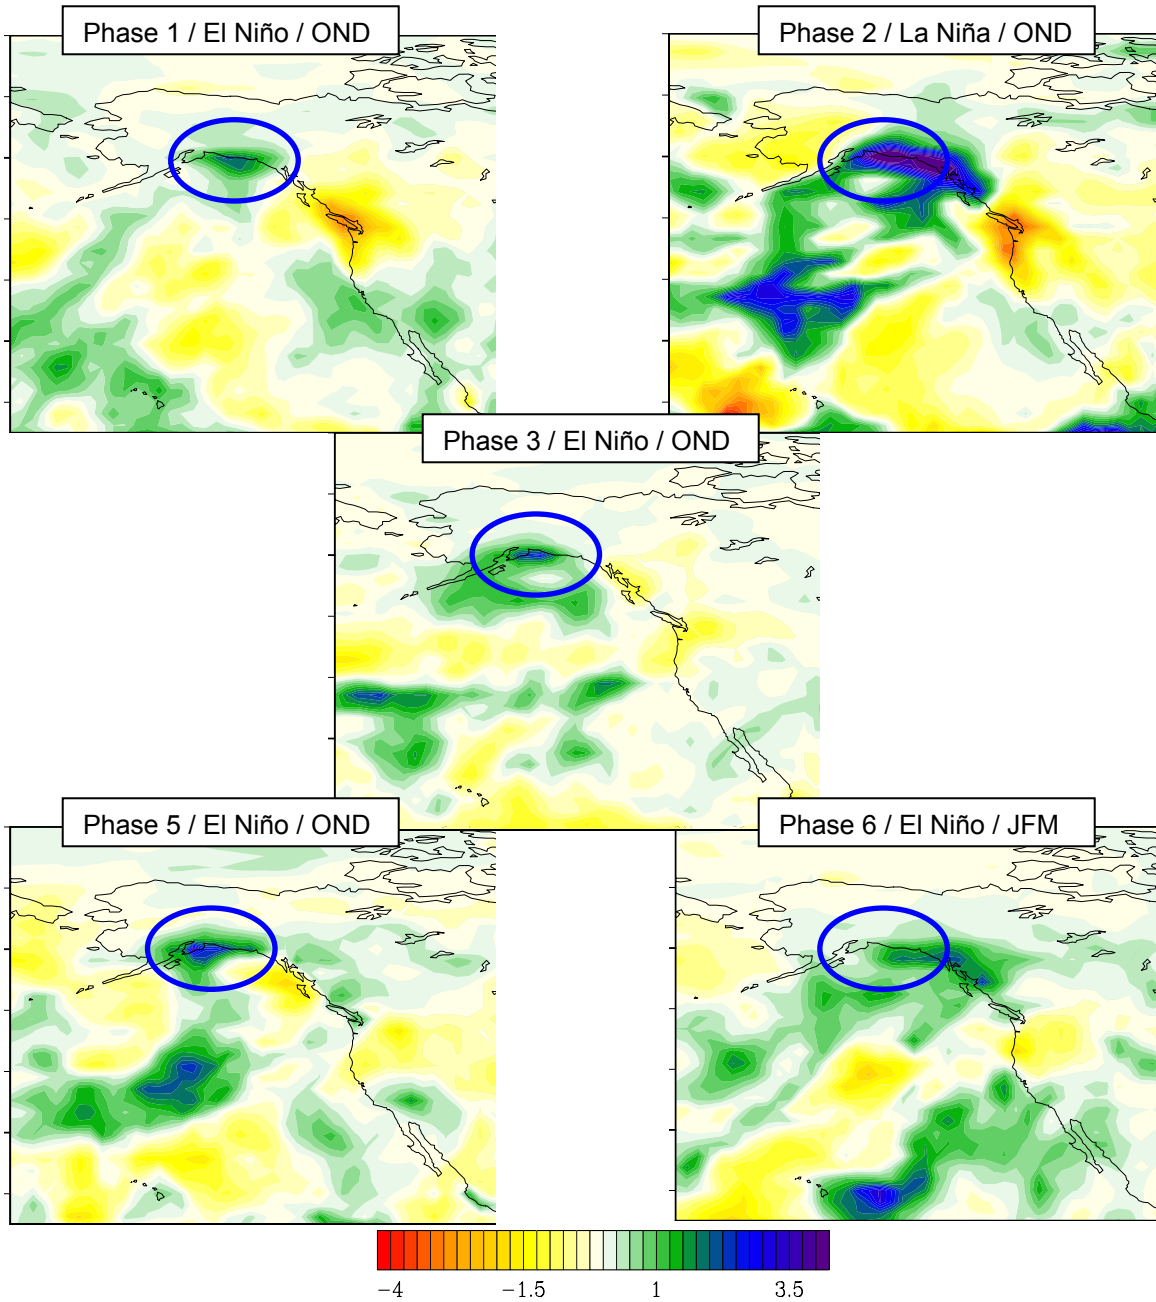 Phase 1 / El Niño / OND
Phase 2 / La Niña / OND
Phase 3 / El Niño / OND
Phase 5 / El Niño / OND
Phase 6 / El Niño / JFM
−4 −1.5 1 3.5